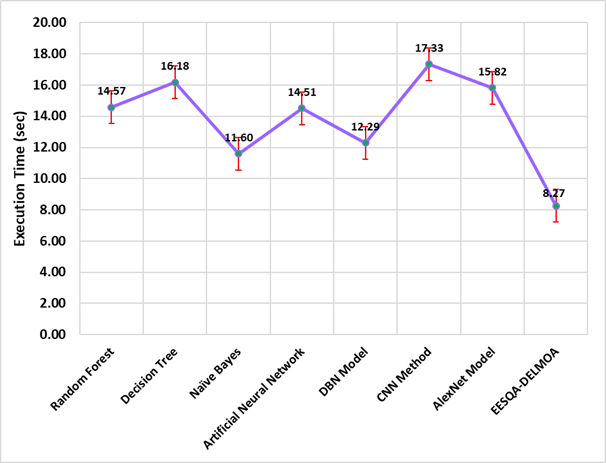 Execution Time (sec)
20.00
18.00
16.00
14.00
12.00
10.00
8.00
6.00
4.00
2.00
0.00
14.57
16.18
11.60
14.51
12.29
17.33
15.82
8.27
Random Forest
Decision Tree
Naïve Bayes
Artificial Neural Network
DBN Model
CNN Method
AlexNet Model
EESQA-DELMOA